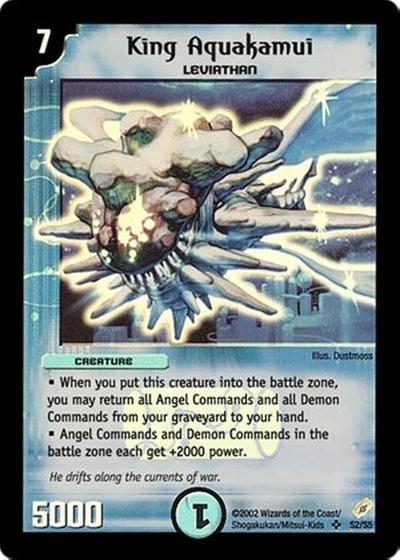 7
King Aquakamui
LEVIATHAN
Illus. Dustmoss
CREATURE
▪ When you put this creature into the battle zone,
you may return all Angel Commands and all Demon
Commands from your graveyard to your hand.
▪ Angel Commands and Demon Commands in the
battle zone each get +2000 power.
He drifts along the currents of war.
5000
1
©2002 Wizards of the Coast/
Shogakukan/Mitsui-Kids S2/S5